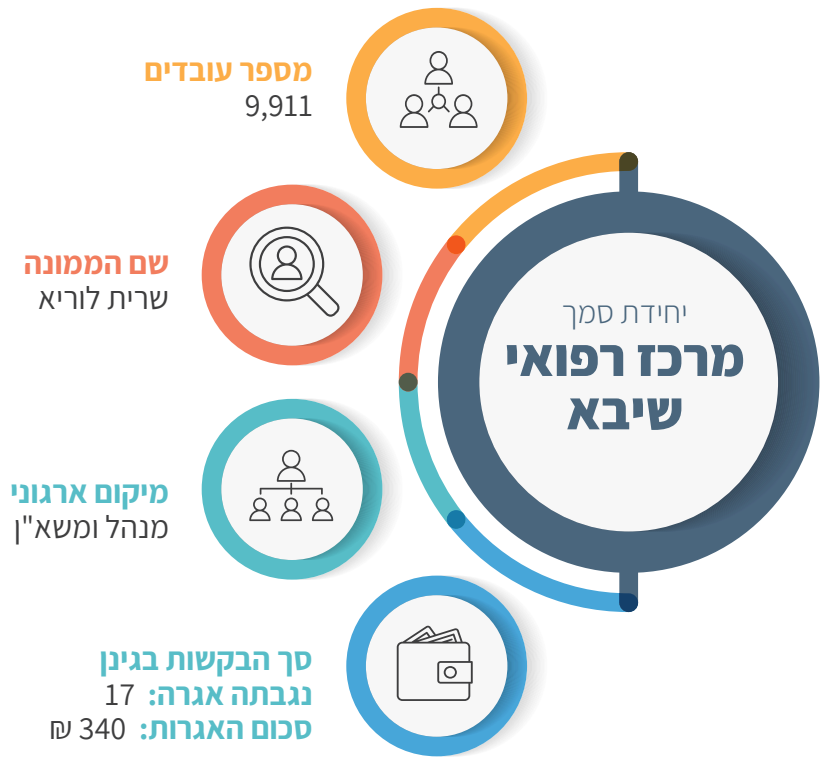 יחידת סמך
מרכז רפואי
שיבא
מספר עובדים
9,911
שם הממונה
שרית לוריא
מיקום ארגוני
מנהל ומשא"ן
סך הבקשות בגינן
נגבתה אגרה: 17
סכום האגרות: 340 ₪